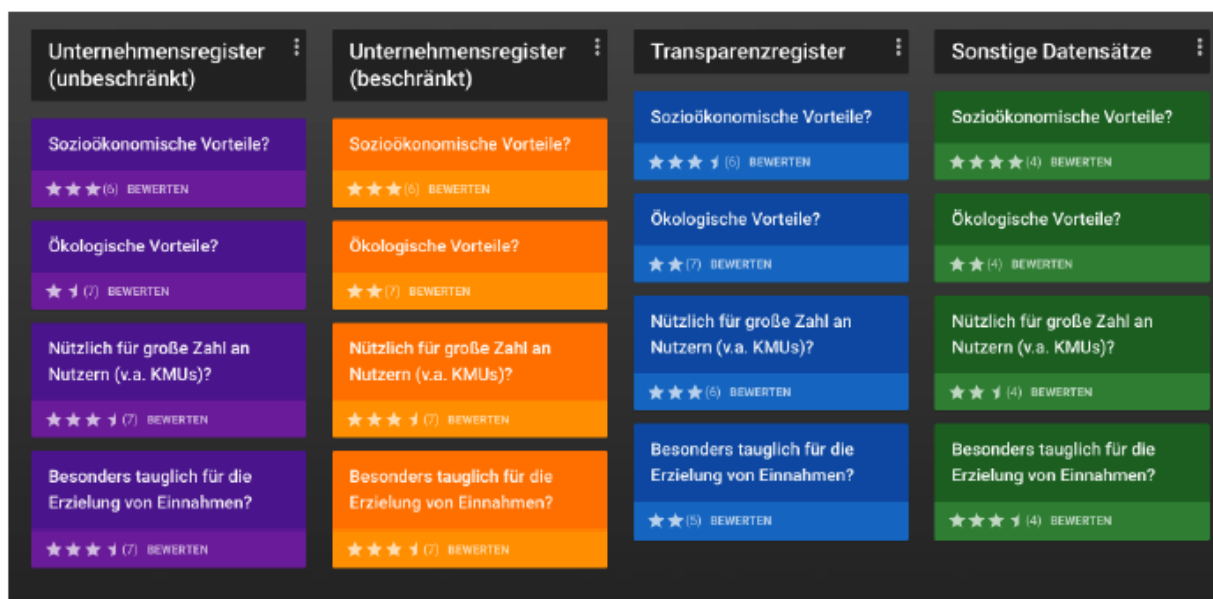 Unternehmensregister
(unbeschränkt)
Sozioökonomische Vorteile?
(6) BEWERTEN
Ökologische Vorteile?
(7) BEWERTEN
Nützlich für große Zahl an
Nutzern (v.a. KMUs)?
(7) BEWERTEN
Besonders tauglich für die
Erzielung von Einnahmen?
(7) BEWERTEN
Unternehmensregister
(beschränkt)
Sozioökonomische Vorteile?
(6) BEWERTEN
Ökologische Vorteile?
(7) BEWERTEN
Nützlich für große Zahl an
Nutzern (v.a. KMUs)?
(7) BEWERTEN
Besonders tauglich für die
Erzielung von Einnahmen?
(7) BEWERTEN
Transparenzregister
Sozioökonomische Vorteile?
(6) BEWERTEN
Ökologische Vorteile?
(7) BEWERTEN
Nützlich für große Zahl an
Nutzern (v.a. KMUs)?
(6) BEWERTEN
Besonders tauglich für die
Erzielung von Einnahmen?
(5) BEWERTEN
Sonstige Datensätze
Sozioökonomische Vorteile?
(4) BEWERTEN
Ökologische Vorteile?
(4) BEWERTEN
Nützlich für große Zahl an
Nutzern (v.a. KMUs)?
(4) BEWERTEN
Besonders tauglich für die
Erzielung von Einnahmen?
(4) BEWERTEN